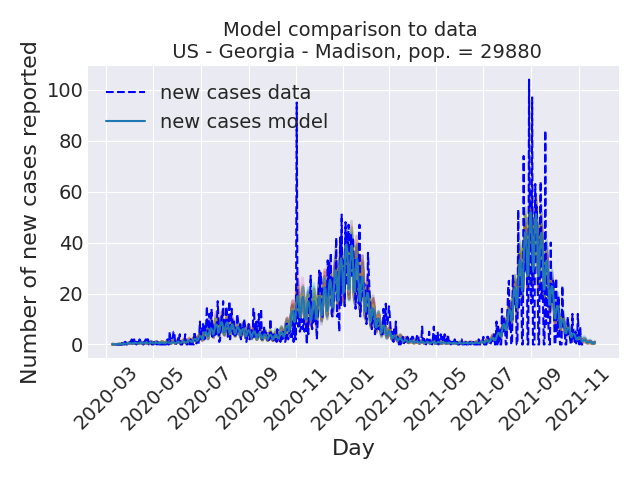 Model comparison to data
US - Georgia - Madison, pop. = 29880
Number of new cases reported
100
80
60
40
20
0
new cases data
new cases model
2020-03
2020-05
2020-07
2020-09
2020-11
2021-01
2021-03
2021-05
2021-07
2021-09
2021-11
Day